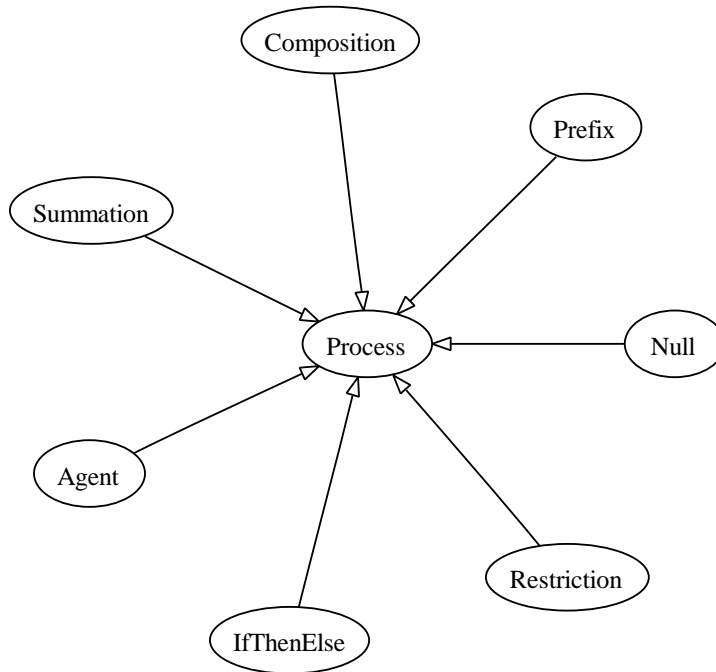 Composition
Prefix
Summation
Process
Null
Agent
Restriction
IfThenElse